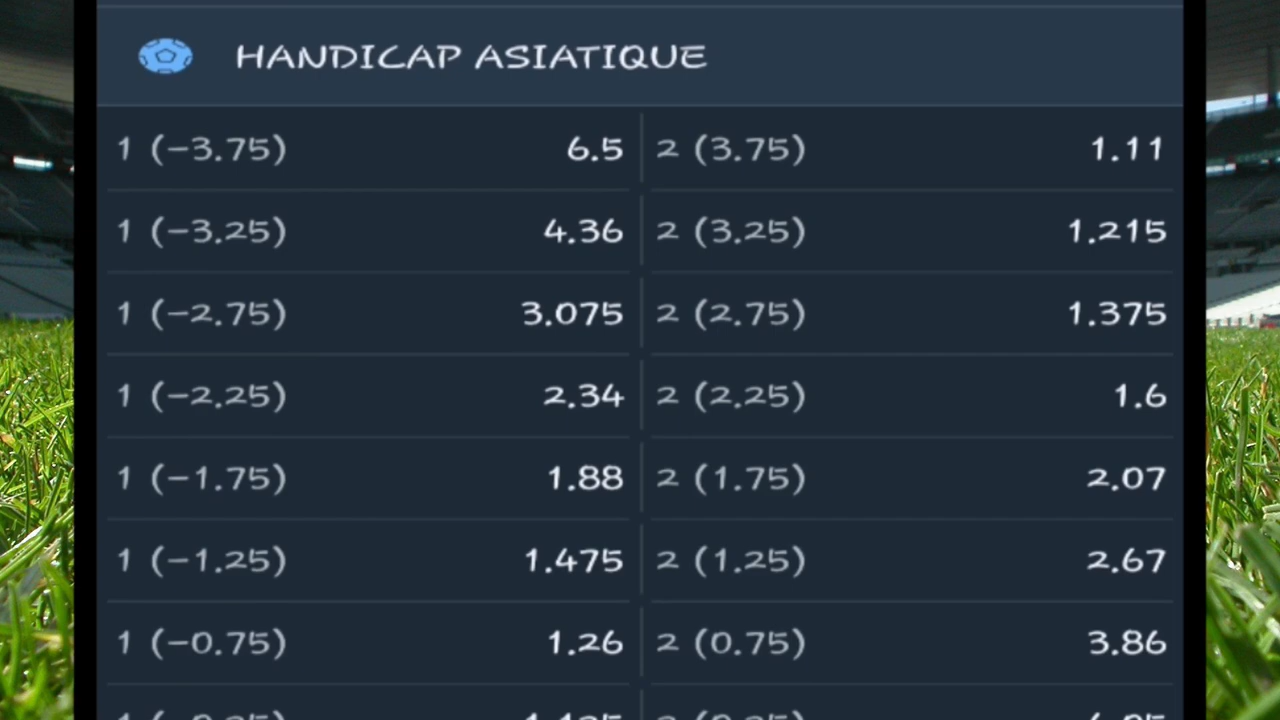 HANDICAP ASIATIQUE
1 (-3.75) 6.5 2 (3.75) 1.11
1 (-3.25) 4.36 2 (3.25) 1.215
1 (-2.75) 3.075 2 (2.75) 1.375
1 (-2.25) 2.34 2 (2.25) 1.6
1 (-1.75) 1.88 2 (1.75) 2.07
1 (-1.25) 1.475 2 (1.25) 2.67
1 (-0.75) 1.26 2 (0.75) 3.86